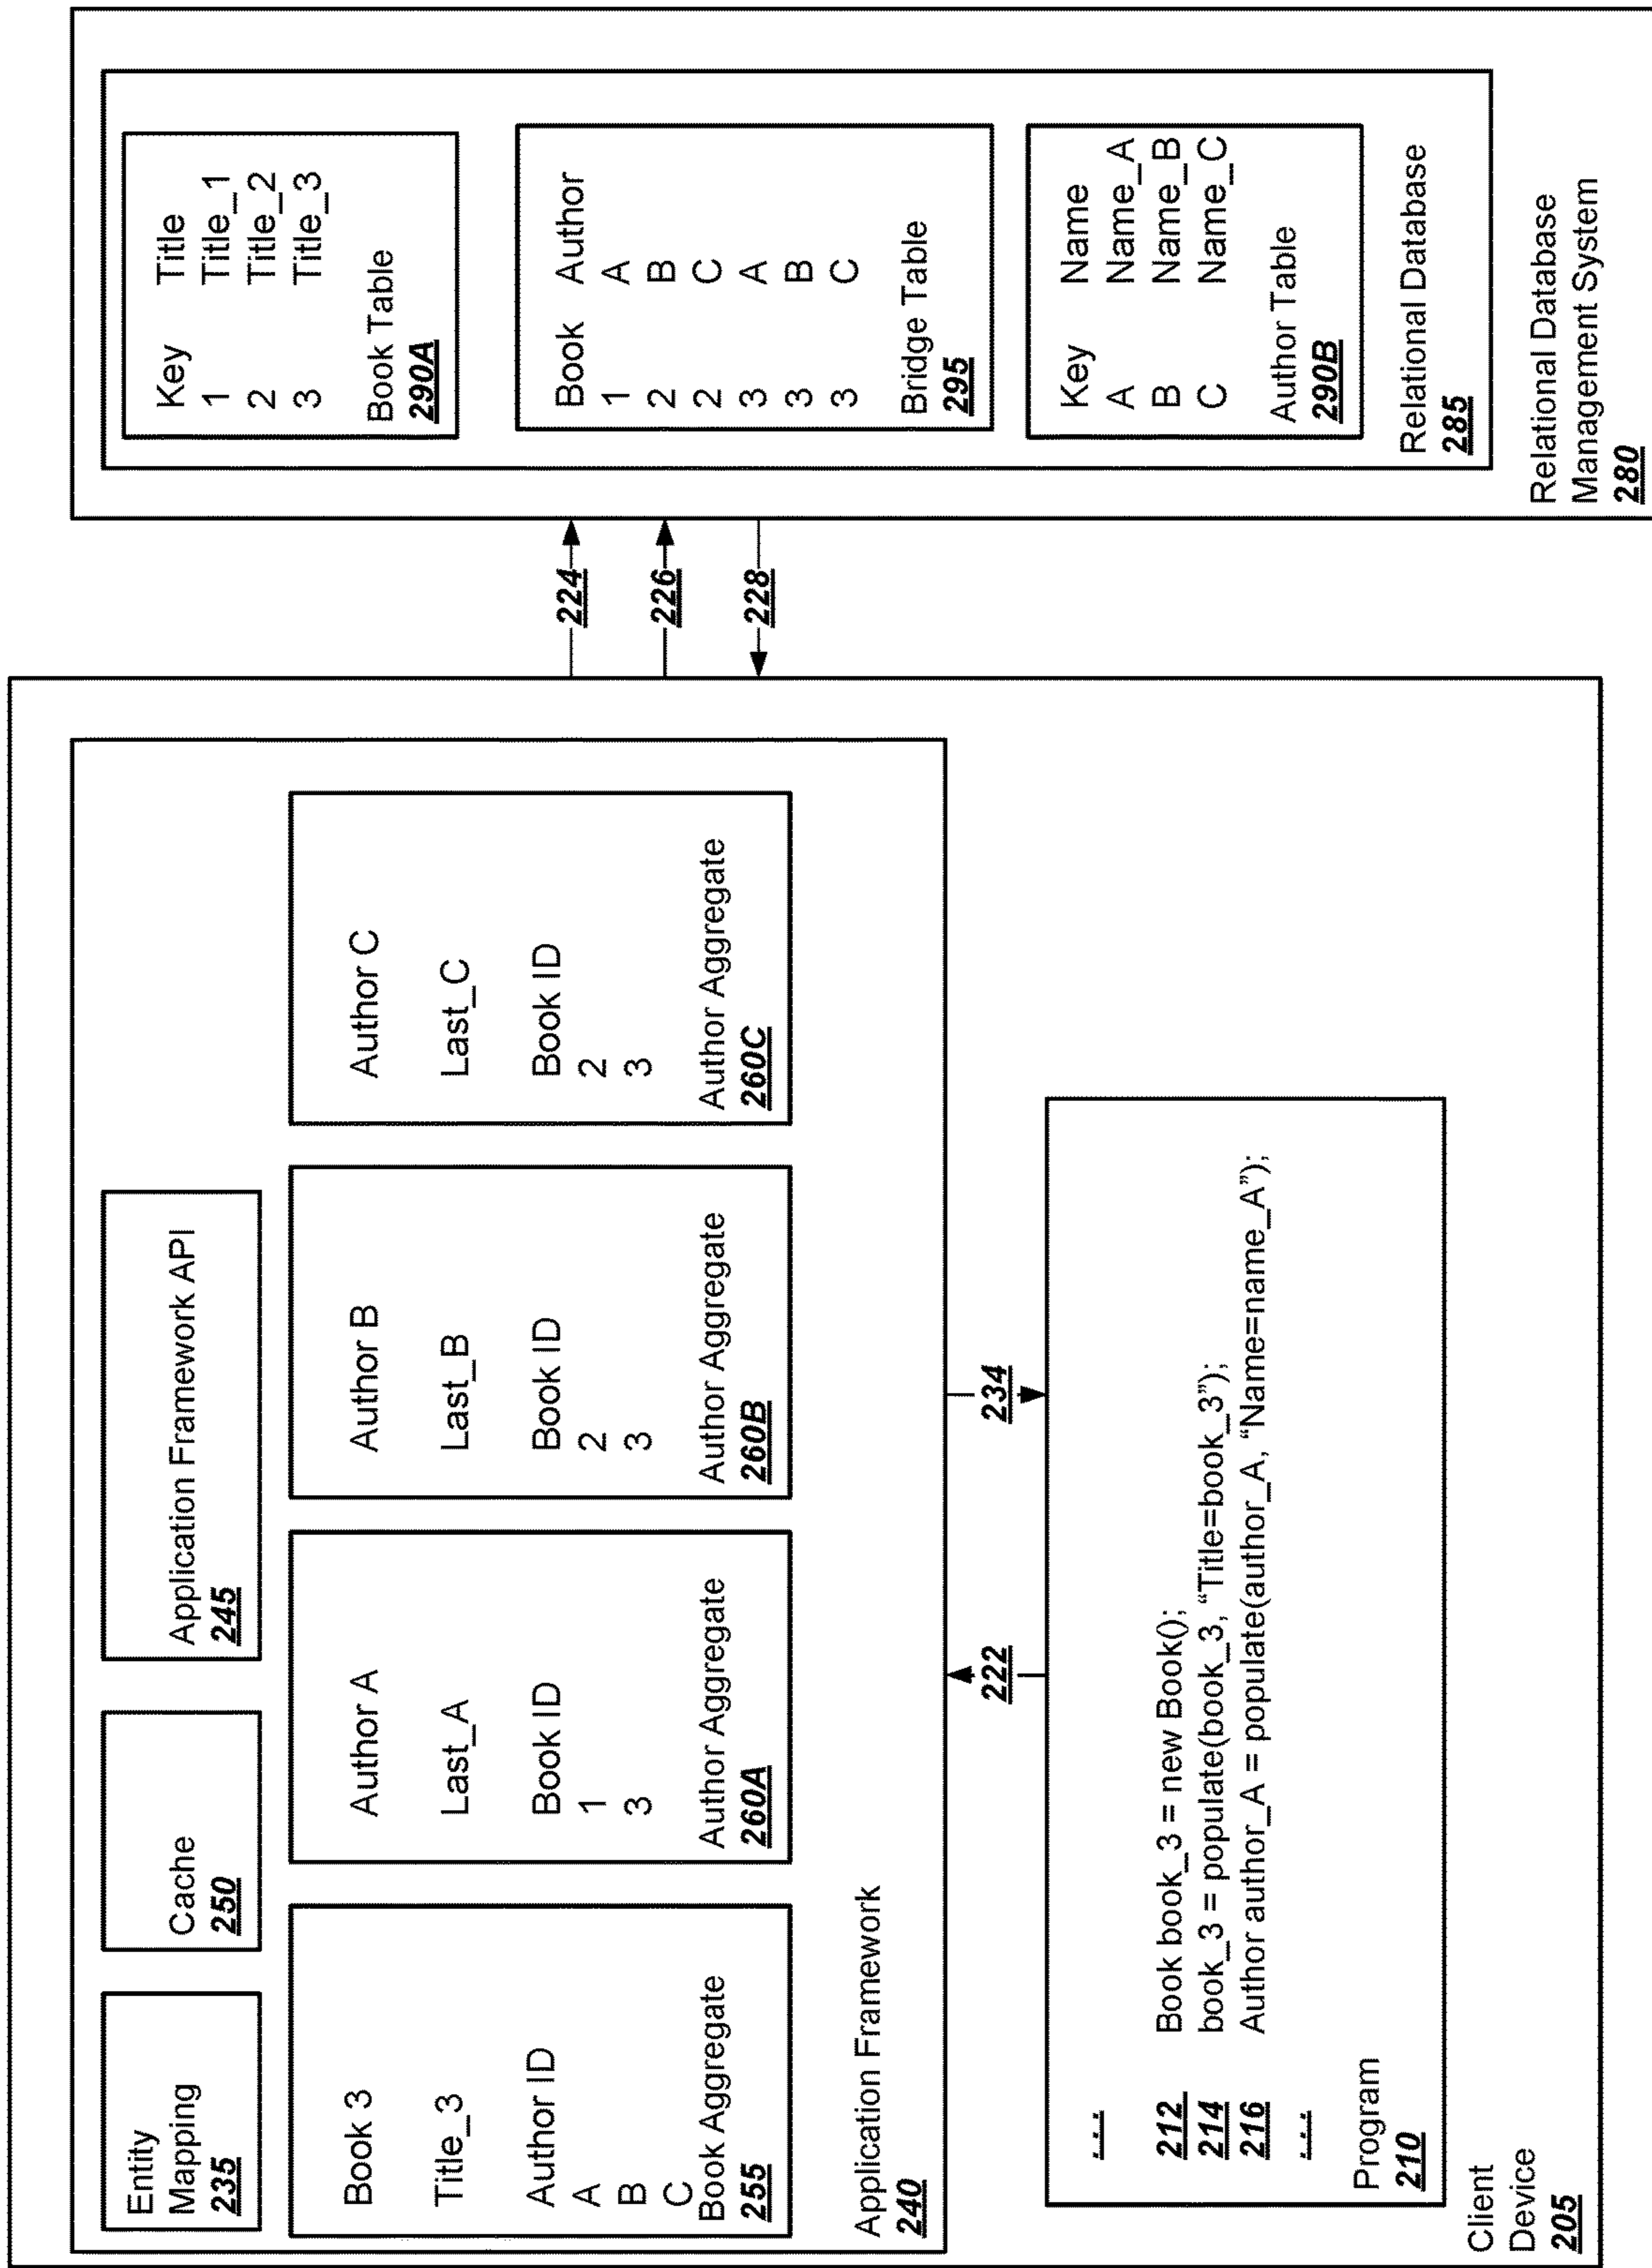 Entity
Mapping
235
Cache
250
Application Framework API
245
Book 3
Title_3
Author ID
A
B
C
Book Aggregate
255
Author A
Last_A
Book ID
1
3
Author Aggregate
260A
Author B
Last_B
Book ID
2
3
Author Aggregate
260B
Author C
Last_C
Book ID
2
3
Author Aggregate
260C
Application Framework
240
222
234
...
212 Book book_3 = new Book();
214 book_3 = populate(book_3, “Title=book_3”);
216 Author author_A = populate(author_A, “Name=name_A”);
...
Program
210
Client
Device
205
224
226
228
Key Title
1 Title_1
2 Title_2
3 Title_3
Book Table
290A
Book Author
1 A
2 B
2 C
3 A
3 B
3 C
Bridge Table
295
Key Name
A Name_A
B Name_B
C Name_C
Author Table
290B
Relational Database
285
Relational Database
Management System
280